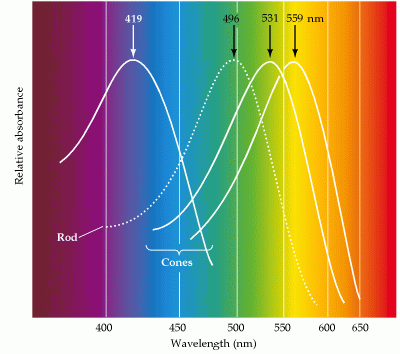 419 496 531 559 nm
Relative absorbance
Rod
Cones
400 450 500 550 600 650
Wavelength (nm)